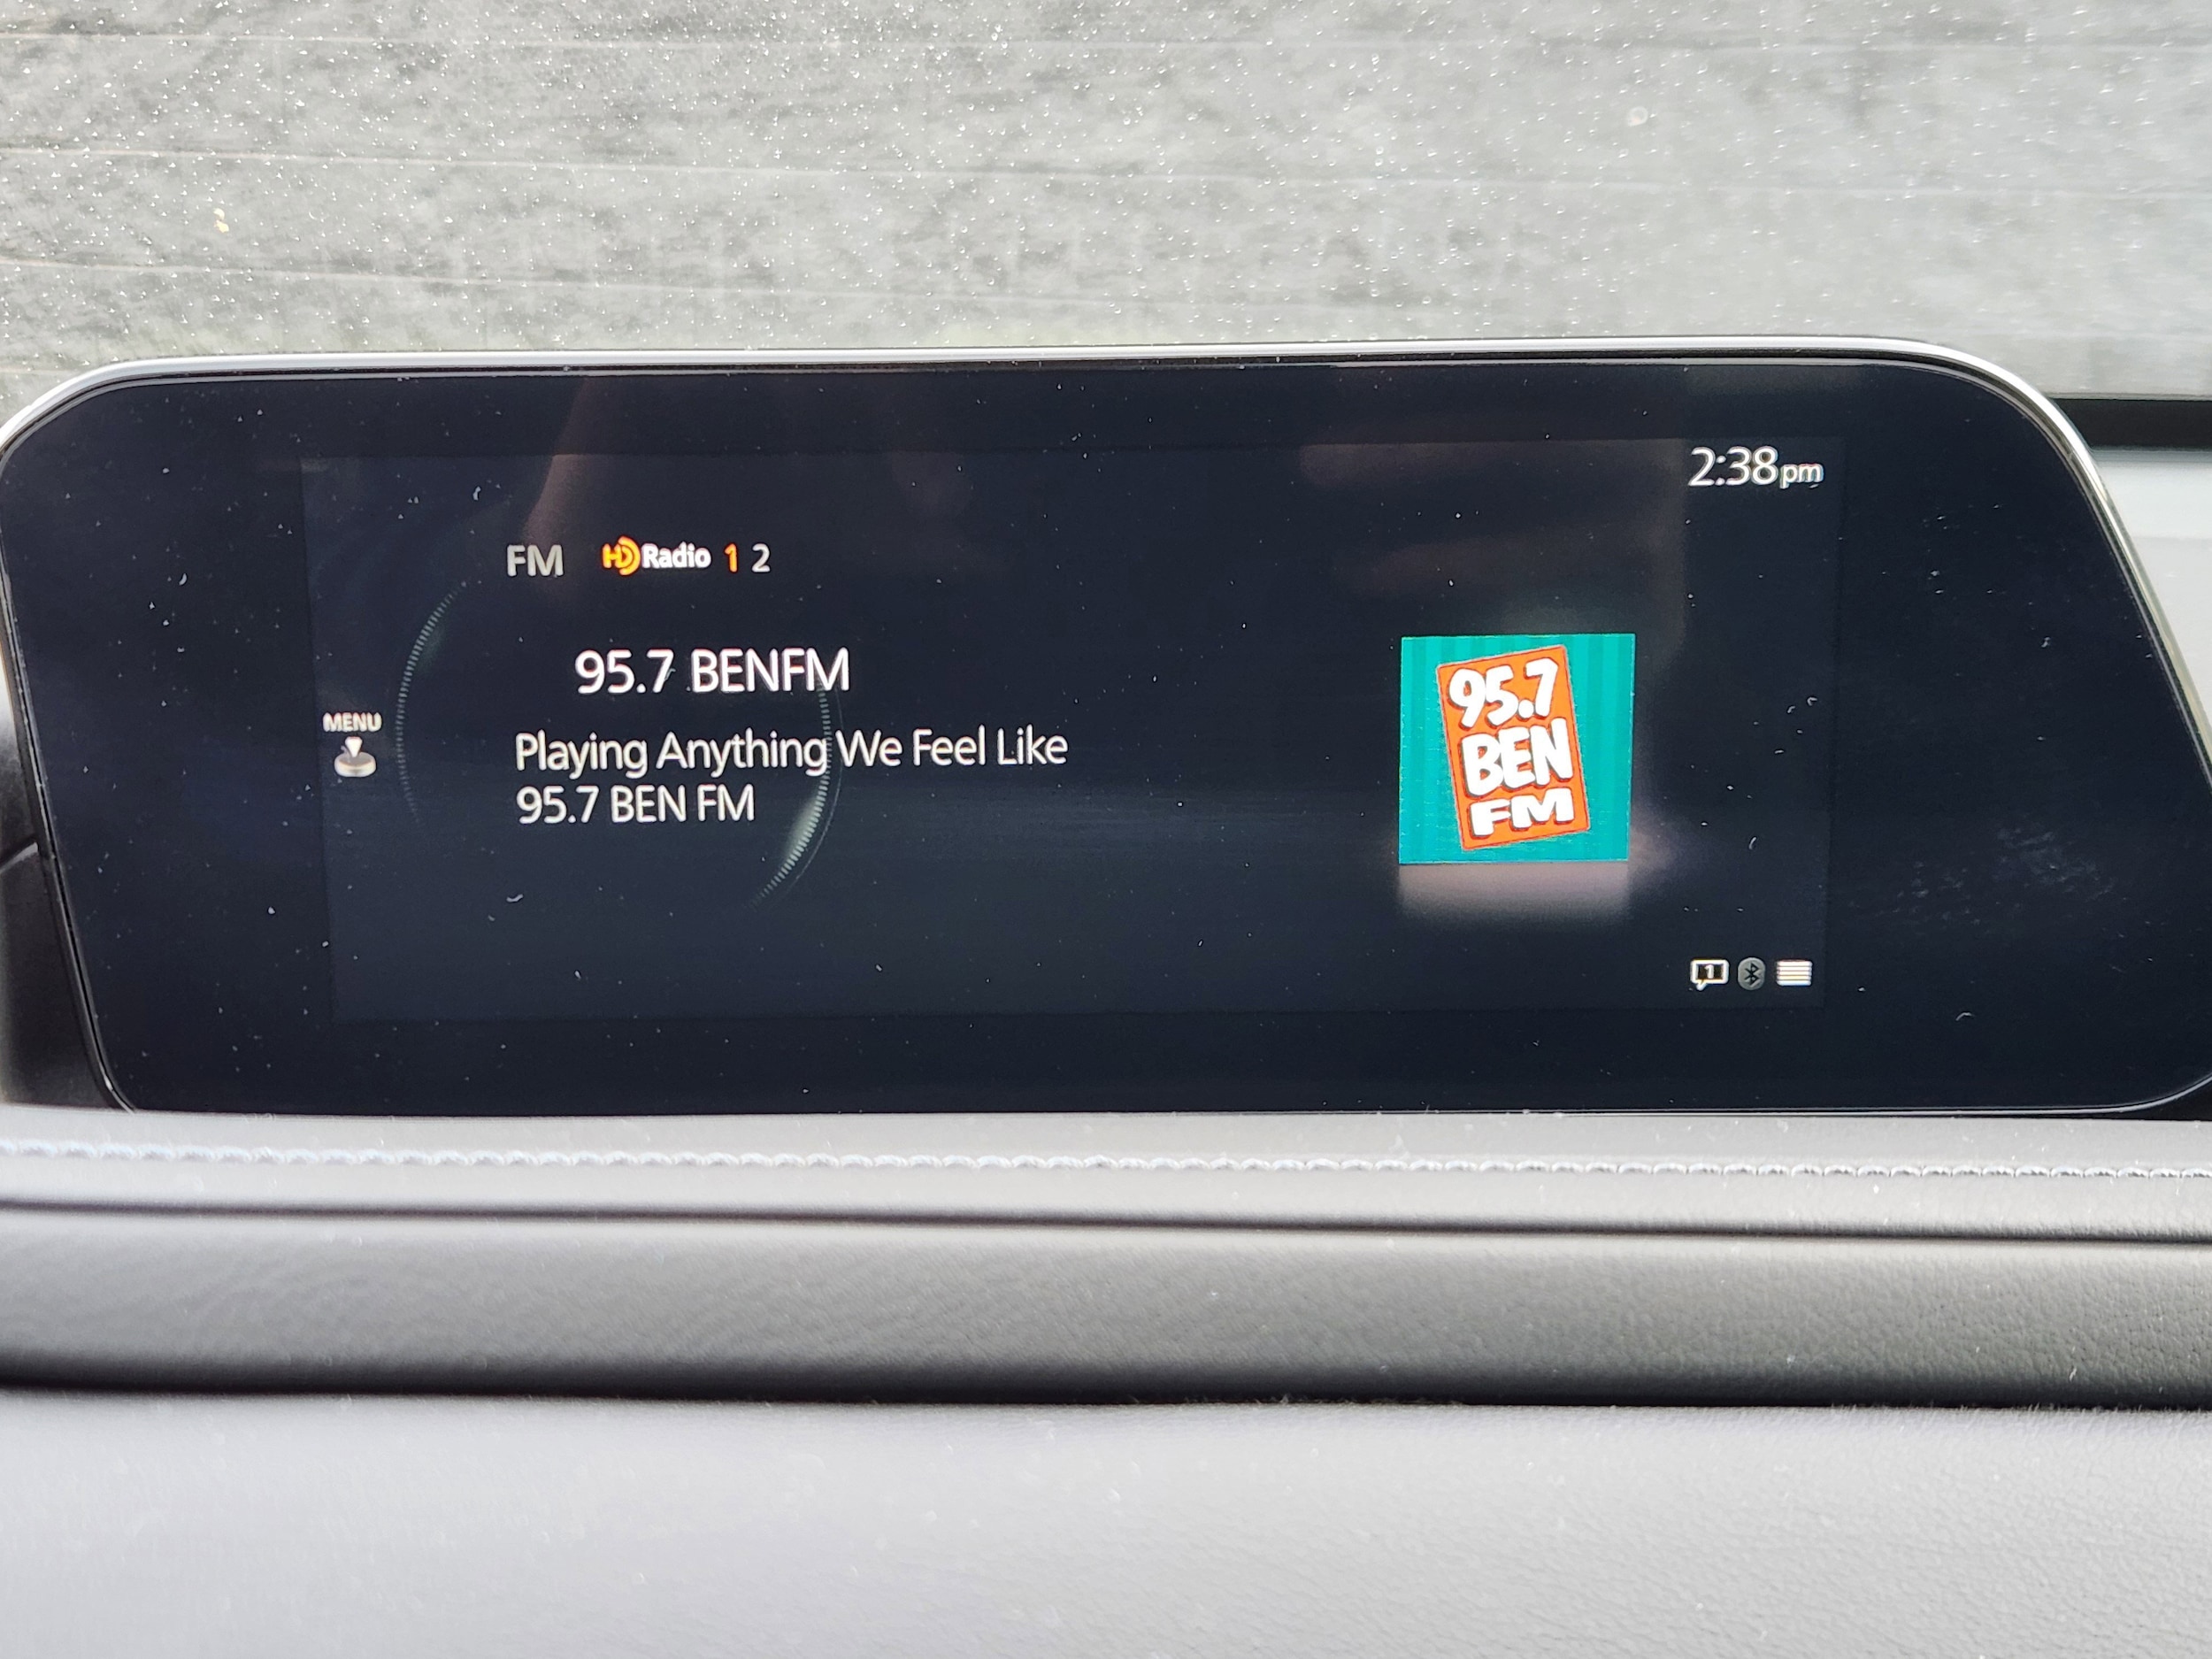 2:38pm
FM HD Radio 1 2
95.7 BENFM
MENU
Playing Anything We Feel Like
95.7 BEN FM
95.7
BEN
FM
1